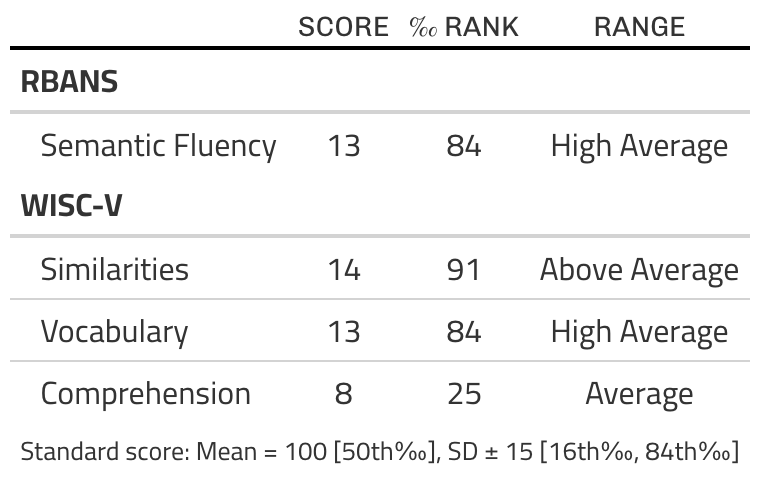 SCORE ‰ RANK RANGE
RBANS
Semantic Fluency 13 84 High Average
WISC-V
Similarities 14 91 Above Average
Vocabulary 13 84 High Average
Comprehension 8 25 Average
Standard score: Mean = 100 [50th‰], SD ± 15 [16th‰, 84th‰]